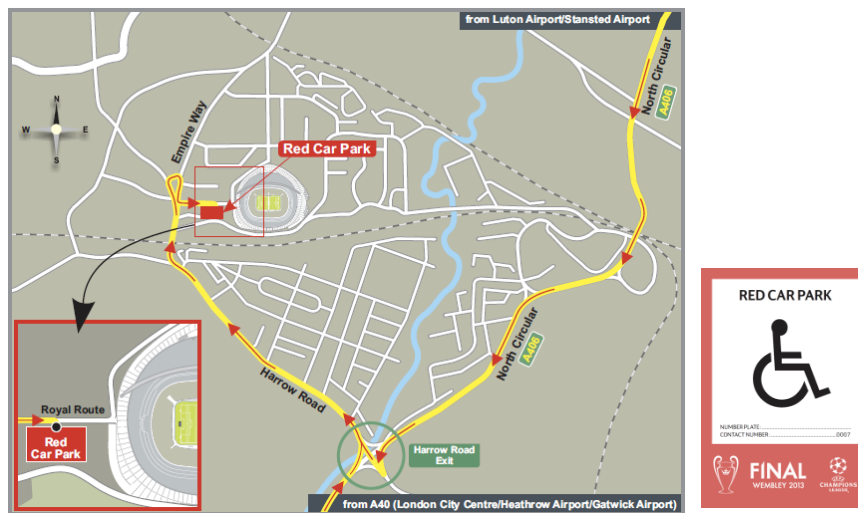 from Luton Airport/Stansted Airport
North Circular
A406
N
W
E
S
Empire Way
Red Car Park
North Circular
A406
Harrow Road
Royal Route
Red
Car Park
Harrow Road
Exit
from A40 (London City Centre/Heathrow Airport/Gatwick Airport)
RED CAR PARK
NUMBER PLATE:
CONTACT NUMBER 0007
FINAL
WEMBLEY 2013
CHAMPIONS
LEAGUE